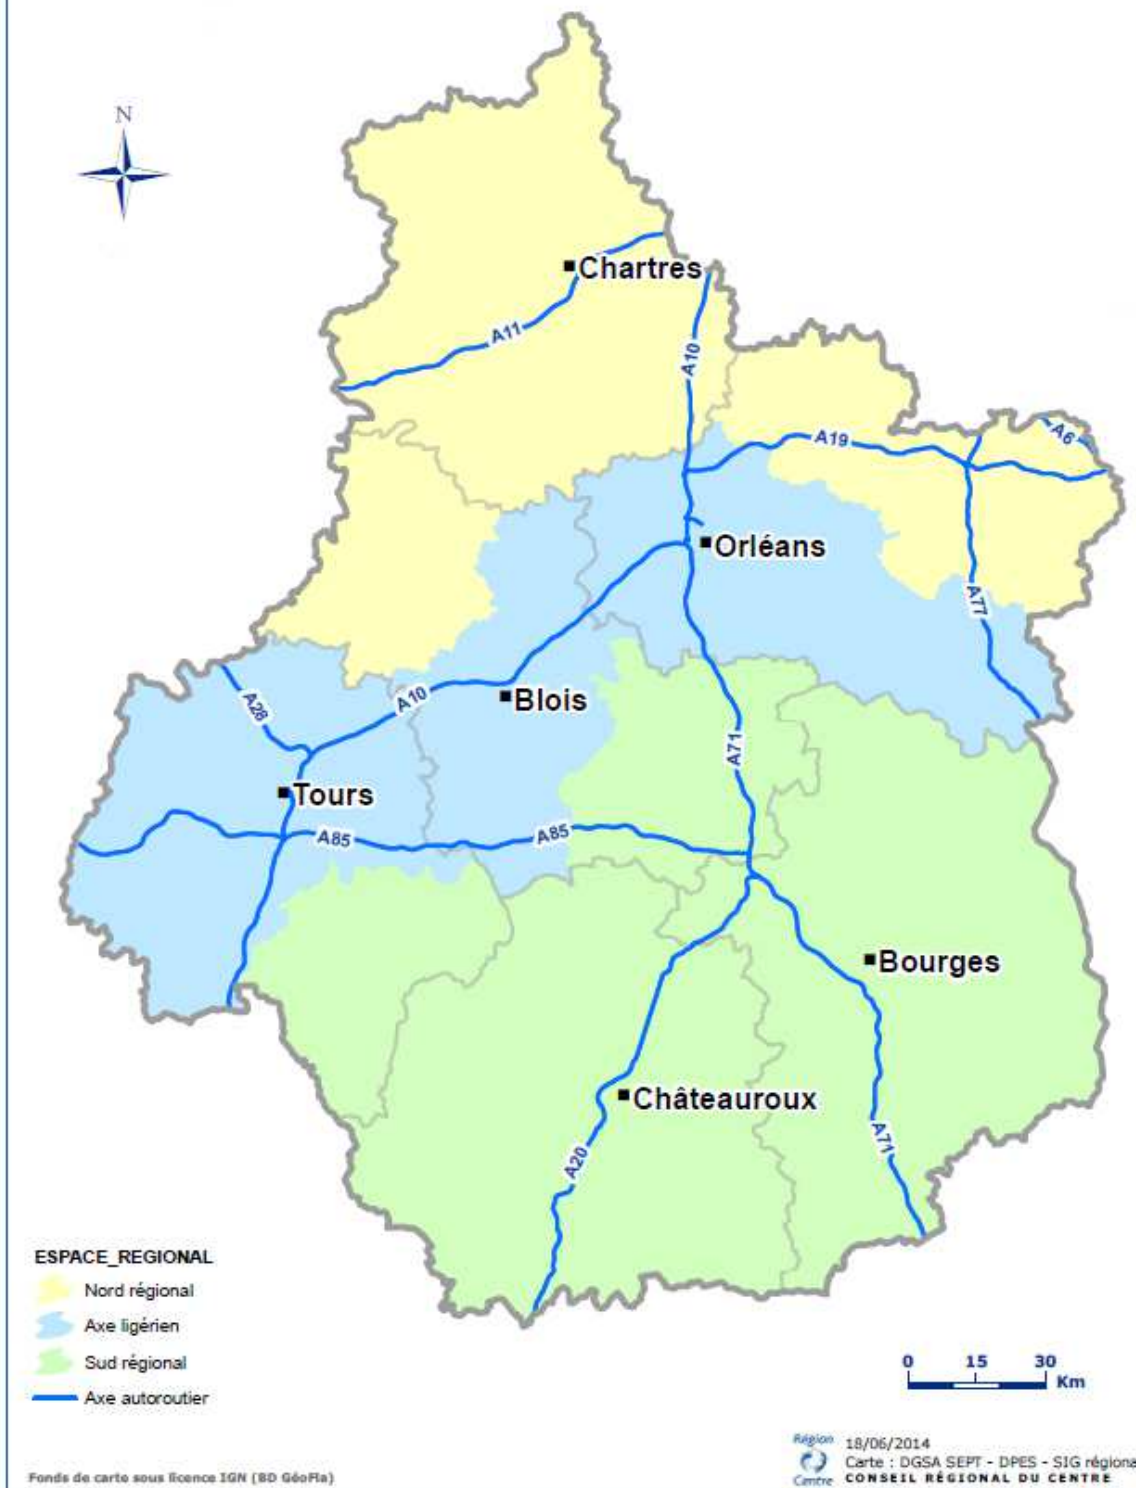 N
Chartres
A11
A10
A19
A6
Orléans
A77
A28
A10
Blois
A71
Tours
A85
A85
Bourges
Châteauroux
A20
A71
ESPACE_REGIONAL
Nord régional
Axe ligérien
Sud régional
Axe autoroutier
0 15 30
Km
Région
Centre
18/06/2014
Carte : DGSA SEPT - DPES - SIG régiona
CONSEIL RÉGIONAL DU CENTRE
Fonds de carte sous licence IGN (BD GéoFla)